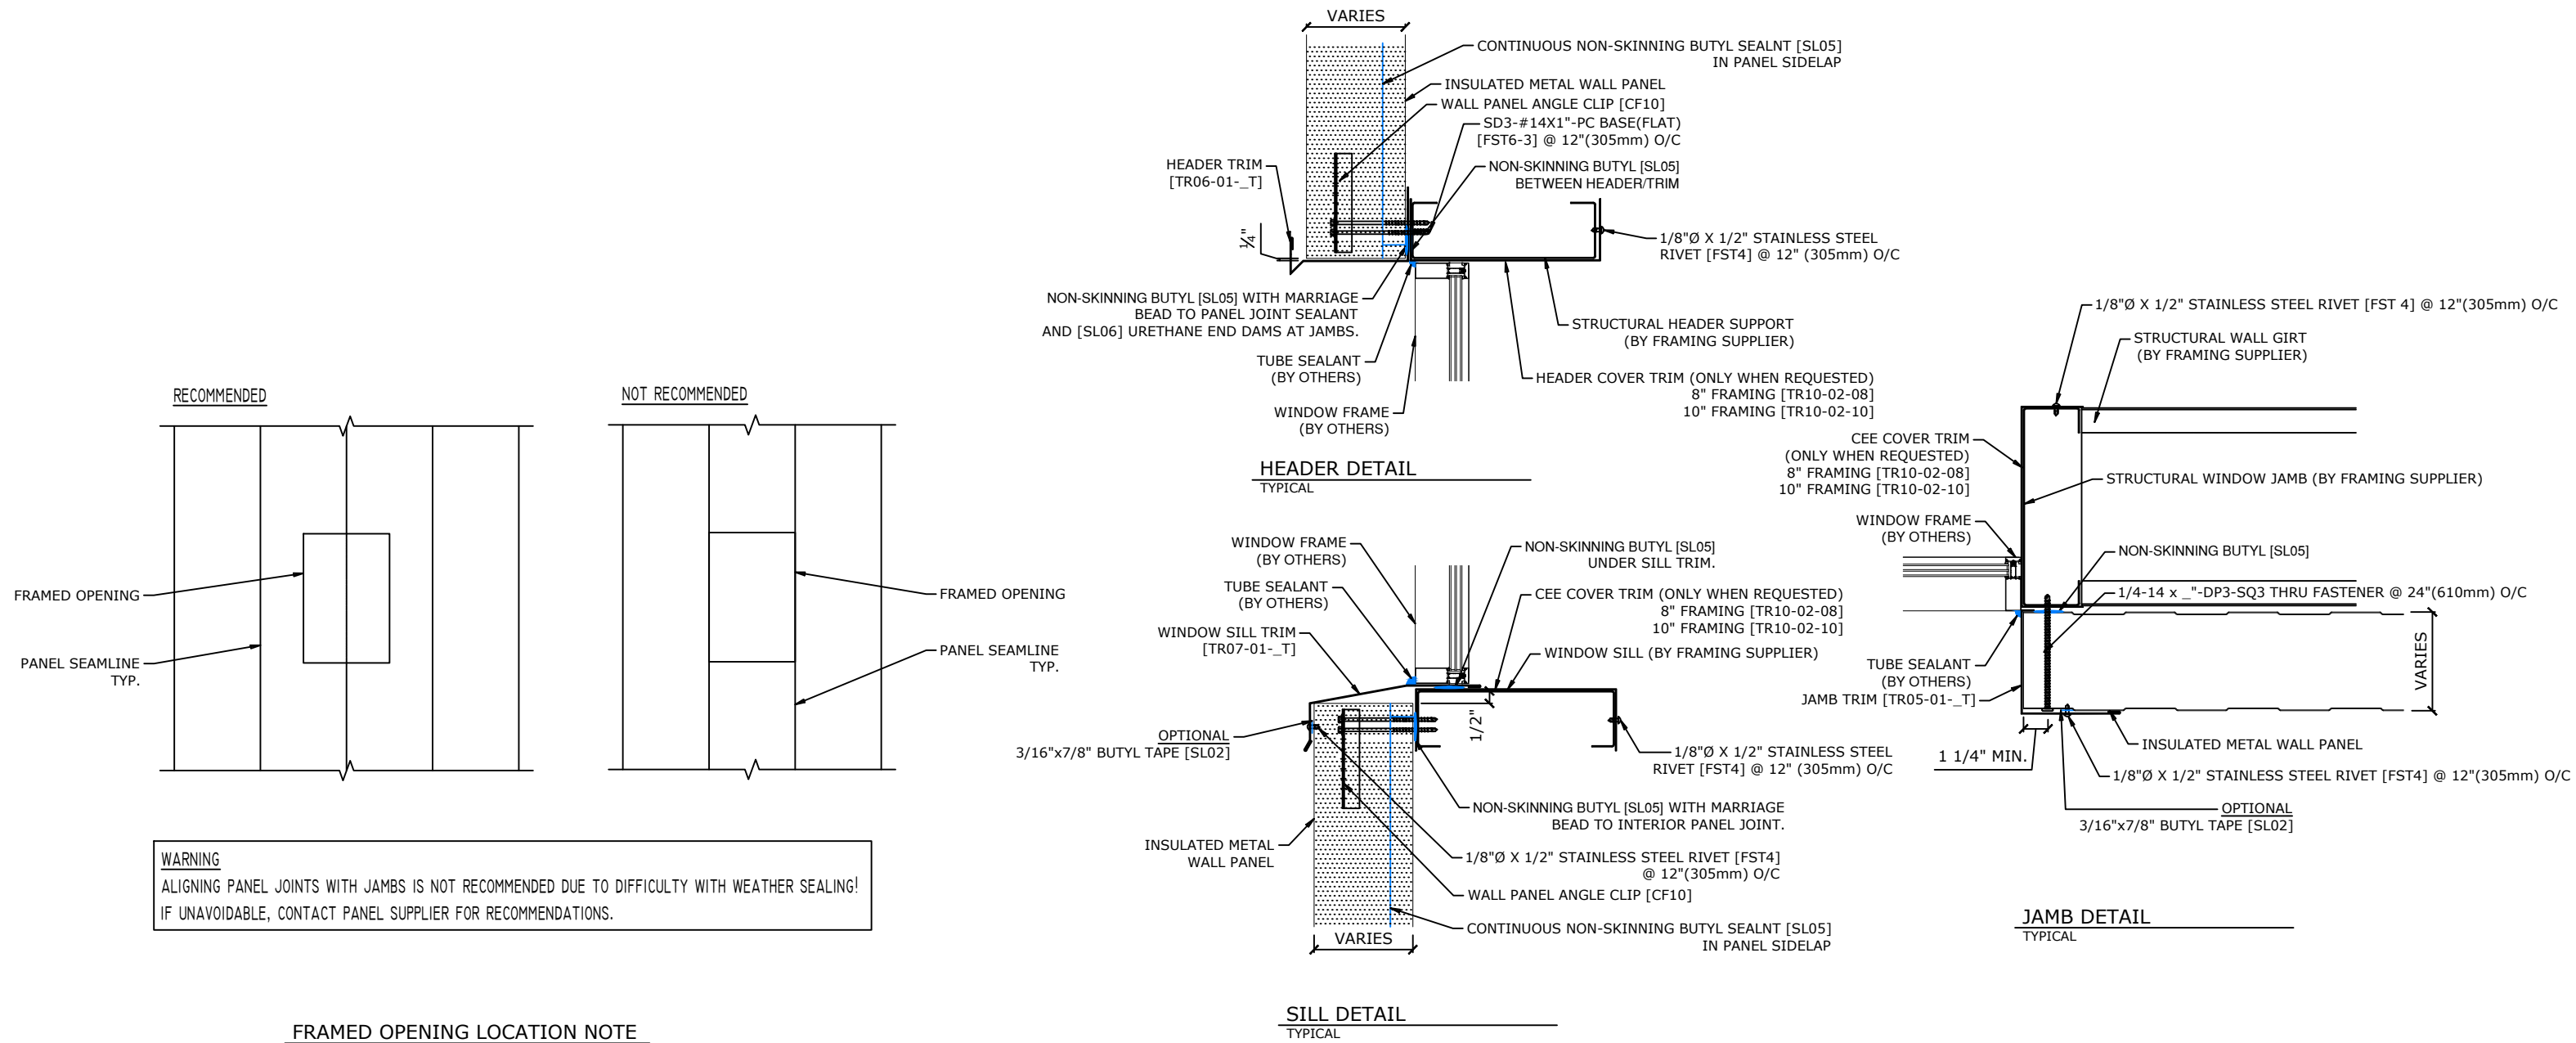 RECOMMENDED
FRAMED OPENING
PANEL SEAMLINE
TYP.
NOT RECOMMENDED
FRAMED OPENING
PANEL SEAMLINE
TYP.
WARNING
ALIGNING PANEL JOINTS WITH JAMBS IS NOT RECOMMENDED DUE TO DIFFICULTY WITH WEATHER SEALING!
IF UNAVOIDABLE, CONTACT PANEL SUPPLIER FOR RECOMMENDATIONS.
FRAMED OPENING LOCATION NOTE
VARIES
CONTINUOUS NON-SKINNING BUTYL SEALNT [SL05]
IN PANEL SIDELAP
INSULATED METAL WALL PANEL
WALL PANEL ANGLE CLIP [CF10]
SD3-#14X1"-PC BASE(FLAT)
[FST6-3] @ 12"(305mm) O/C
NON-SKINNING BUTYL [SL05]
BETWEEN HEADER/TRIM
HEADER TRIM
[TR06-01-_T]
1/4"
1/8"Ø X 1/2" STAINLESS STEEL
RIVET [FST4] @ 12" (305mm) O/C
NON-SKINNING BUTYL [SL05] WITH MARRIAGE
BEAD TO PANEL JOINT SEALANT
AND [SL06] URETHANE END DAMS AT JAMBS.
STRUCTURAL HEADER SUPPORT
(BY FRAMING SUPPLIER)
TUBE SEALANT
(BY OTHERS)
HEADER COVER TRIM (ONLY WHEN REQUESTED)
8" FRAMING [TR10-02-08]
10" FRAMING [TR10-02-10]
WINDOW FRAME
(BY OTHERS)
HEADER DETAIL
TYPICAL
WINDOW FRAME
(BY OTHERS)
NON-SKINNING BUTYL [SL05]
UNDER SILL TRIM.
TUBE SEALANT
(BY OTHERS)
CEE COVER TRIM (ONLY WHEN REQUESTED)
8" FRAMING [TR10-02-08]
10" FRAMING [TR10-02-10]
WINDOW SILL TRIM
[TR07-01-_T]
WINDOW SILL (BY FRAMING SUPPLIER)
1/2"
OPTIONAL
3/16"x7/8" BUTYL TAPE [SL02]
1/8"Ø X 1/2" STAINLESS STEEL
RIVET [FST4] @ 12" (305mm) O/C
NON-SKINNING BUTYL [SL05] WITH MARRIAGE
BEAD TO INTERIOR PANEL JOINT.
INSULATED METAL
WALL PANEL
1/8"Ø X 1/2" STAINLESS STEEL RIVET [FST4]
@ 12"(305mm) O/C
WALL PANEL ANGLE CLIP [CF10]
CONTINUOUS NON-SKINNING BUTYL SEALNT [SL05]
IN PANEL SIDELAP
VARIES
SILL DETAIL
TYPICAL
1/8"Ø X 1/2" STAINLESS STEEL RIVET [FST 4] @ 12"(305mm) O/C
STRUCTURAL WALL GIRT
(BY FRAMING SUPPLIER)
CEE COVER TRIM
(ONLY WHEN REQUESTED)
8" FRAMING [TR10-02-08]
10" FRAMING [TR10-02-10]
STRUCTURAL WINDOW JAMB (BY FRAMING SUPPLIER)
WINDOW FRAME
(BY OTHERS)
NON-SKINNING BUTYL [SL05]
1/4-14 x _"-DP3-SQ3 THRU FASTENER @ 24"(610mm) O/C
VARIES
TUBE SEALANT
(BY OTHERS)
JAMB TRIM [TR05-01-_T]
INSULATED METAL WALL PANEL
1 1/4" MIN.
1/8"Ø X 1/2" STAINLESS STEEL RIVET [FST4] @ 12"(305mm) O/C
OPTIONAL
3/16"x7/8" BUTYL TAPE [SL02]
JAMB DETAIL
TYPICAL